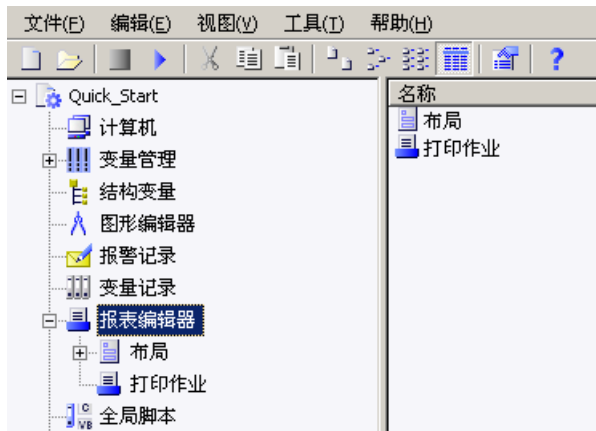 文件(F) 编辑(E) 视图(V) 工具(T) 帮助(H)
?
Quick_Start
计算机
变量管理
结构变量
图形编辑器
报警记录
变量记录
报表编辑器
布局
打印作业
C
VB
全局脚本
名称
布局
打印作业